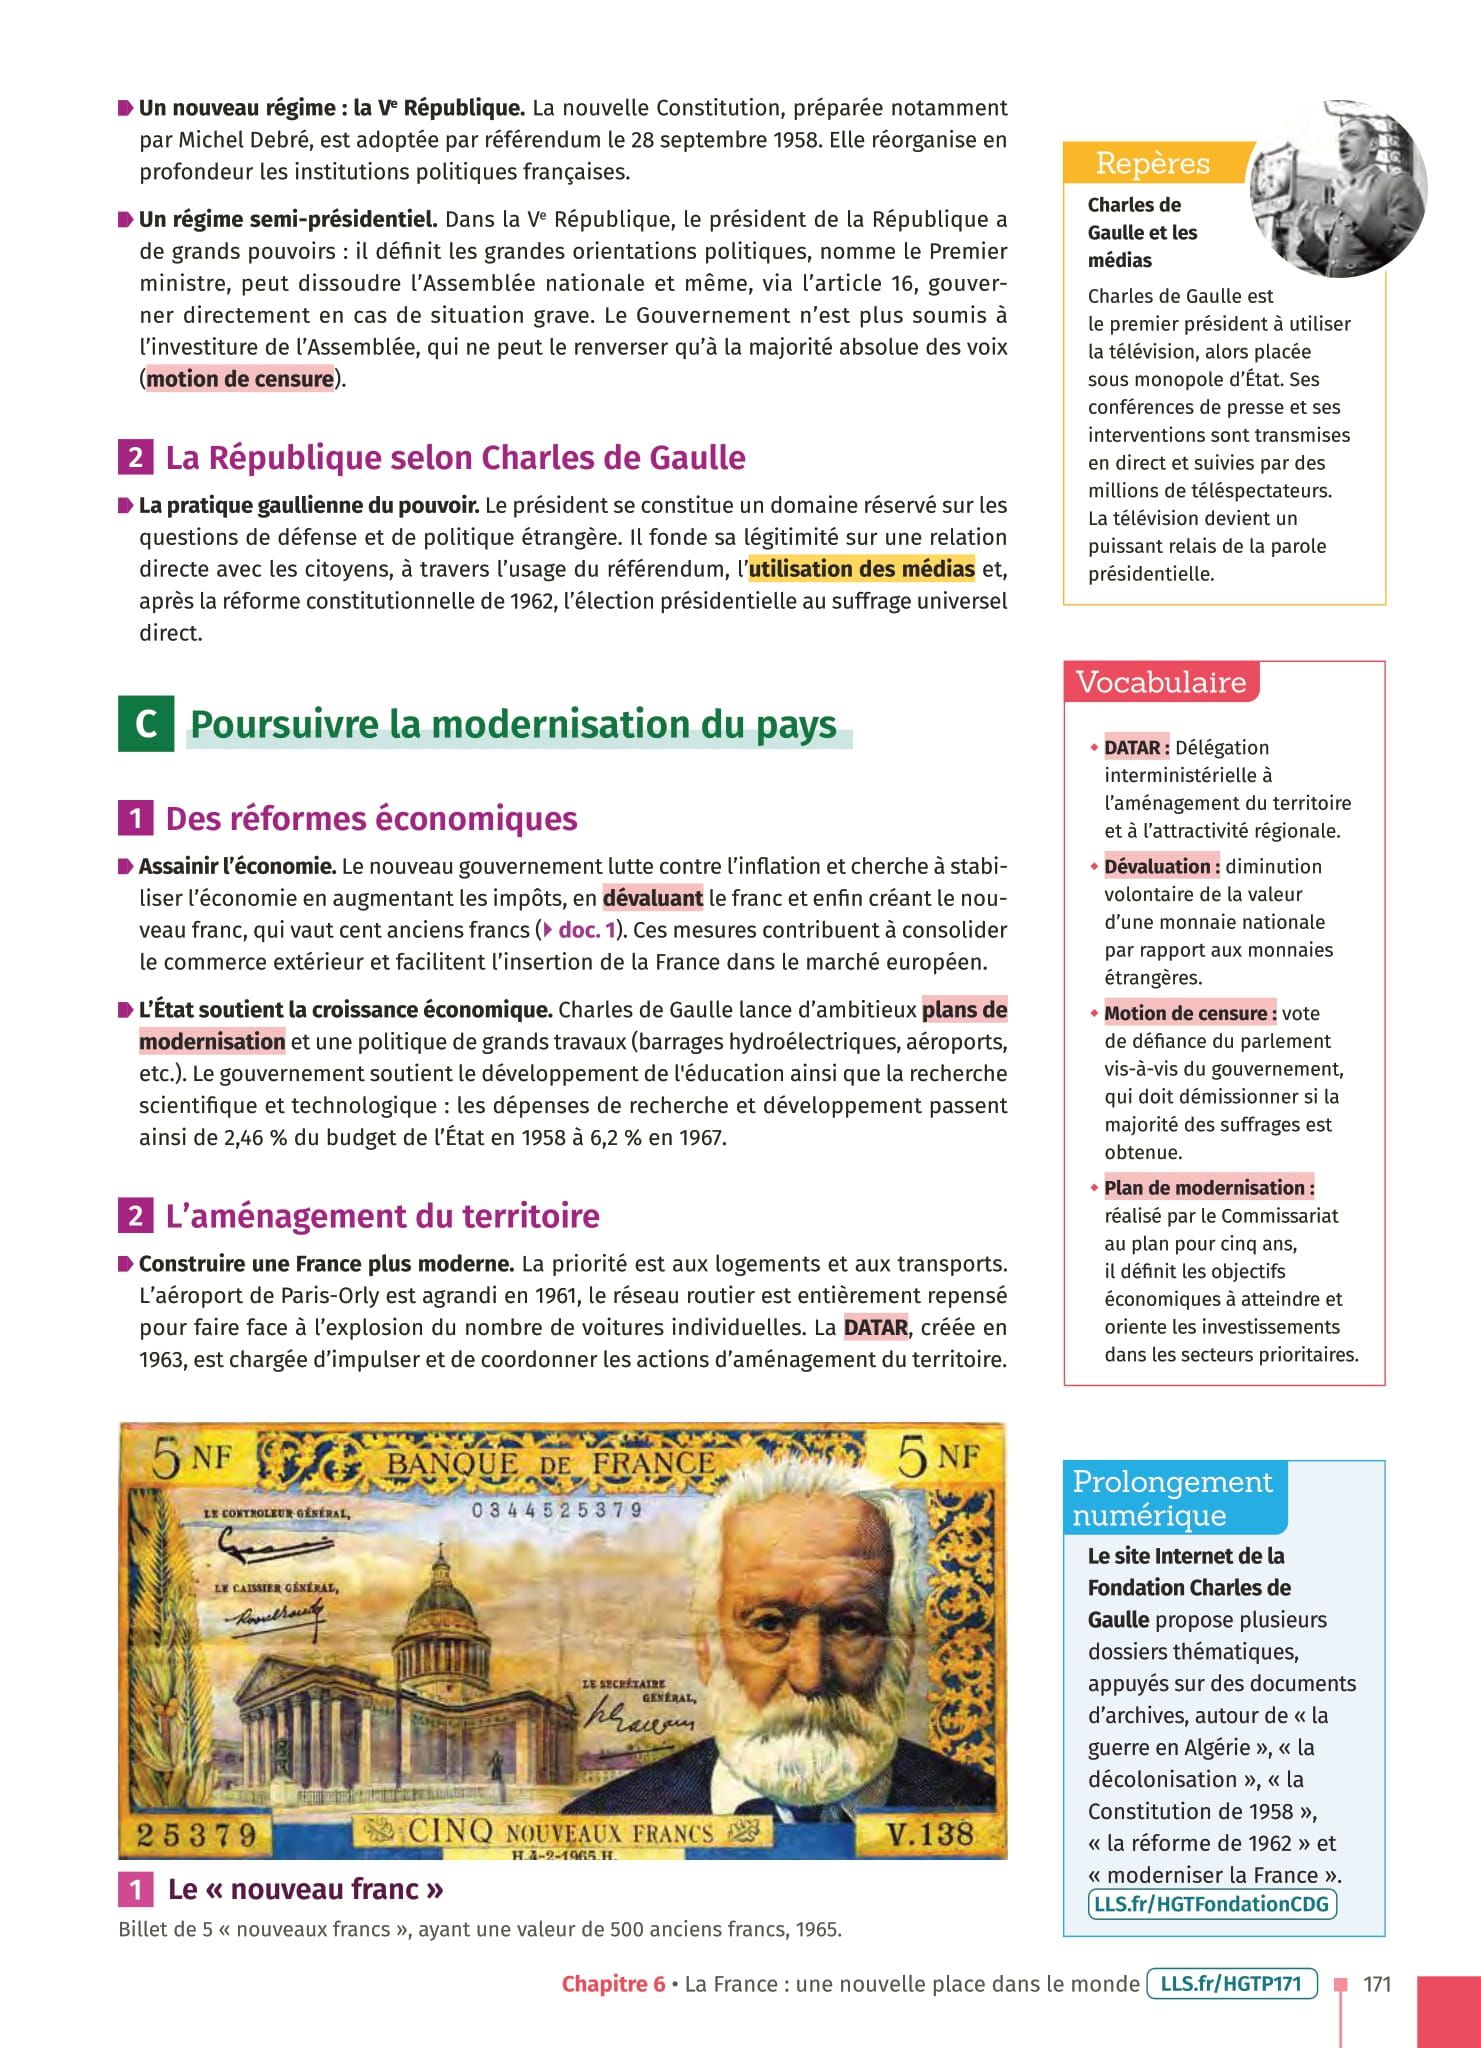 Un nouveau régime : la Ve République. La nouvelle Constitution, préparée notamment
par Michel Debré, est adoptée par référendum le 28 septembre 1958. Elle réorganise en
profondeur les institutions politiques françaises.
Un régime semi-présidentiel. Dans la Ve République, le président de la République a
de grands pouvoirs : il définit les grandes orientations politiques, nomme le Premier
ministre, peut dissoudre l’Assemblée nationale et même, via l’article 16, gouver-
ner directement en cas de situation grave. Le Gouvernement n’est plus soumis à
l’investiture de l’Assemblée, qui ne peut le renverser qu’à la majorité absolue des voix
(motion de censure).
2 La République selon Charles de Gaulle
La pratique gaullienne du pouvoir. Le président se constitue un domaine réservé sur les
questions de défense et de politique étrangère. Il fonde sa légitimité sur une relation
directe avec les citoyens, à travers l’usage du référendum, l’utilisation des médias et,
après la réforme constitutionnelle de 1962, l’élection présidentielle au suffrage universel
direct.
C Poursuivre la modernisation du pays
1 Des réformes économiques
Assainir l’économie. Le nouveau gouvernement lutte contre l’inflation et cherche à stabi-
liser l’économie en augmentant les impôts, en dévaluant le franc et enfin créant le nou-
veau franc, qui vaut cent anciens francs (doc. 1). Ces mesures contribuent à consolider
le commerce extérieur et facilitent l’insertion de la France dans le marché européen.
L’État soutient la croissance économique. Charles de Gaulle lance d’ambitieux plans de
modernisation et une politique de grands travaux (barrages hydroélectriques, aéroports,
etc.). Le gouvernement soutient le développement de l'éducation ainsi que la recherche
scientifique et technologique : les dépenses de recherche et développement passent
ainsi de 2,46 % du budget de l’État en 1958 à 6,2 % en 1967.
2 L’aménagement du territoire
Construire une France plus moderne. La priorité est aux logements et aux transports.
L’aéroport de Paris-Orly est agrandi en 1961, le réseau routier est entièrement repensé
pour faire face à l’explosion du nombre de voitures individuelles. La DATAR, créée en
1963, est chargée d’impulser et de coordonner les actions d’aménagement du territoire.
5 NF
BANQUE DE FRANCE
5 NF
LE CONTROLEUR GÉNÉRAL,
0344525379
LE CAISSIER GÉNÉRAL,
LE SECRÉTAIRE
GÉNÉRAL,
25379
CINQ NOUVEAUX FRANCS
V.138
H.4-2-1965.H.
1 Le « nouveau franc »
Billet de 5 « nouveaux francs », ayant une valeur de 500 anciens francs, 1965.
Repères
Charles de
Gaulle et les
médias
Charles de Gaulle est
le premier président à utiliser
la télévision, alors placée
sous monopole d’État. Ses
conférences de presse et ses
interventions sont transmises
en direct et suivies par des
millions de téléspectateurs.
La télévision devient un
puissant relais de la parole
présidentielle.
Vocabulaire
DATAR : Délégation
interministérielle à
l’aménagement du territoire
et à l’attractivité régionale.
Dévaluation : diminution
volontaire de la valeur
d’une monnaie nationale
par rapport aux monnaies
étrangères.
Motion de censure : vote
de défiance du parlement
vis-à-vis du gouvernement,
qui doit démissionner si la
majorité des suffrages est
obtenue.
Plan de modernisation :
réalisé par le Commissariat
au plan pour cinq ans,
il définit les objectifs
économiques à atteindre et
oriente les investissements
dans les secteurs prioritaires.
Prolongement
numérique
Le site Internet de la
Fondation Charles de
Gaulle propose plusieurs
dossiers thématiques,
appuyés sur des documents
d’archives, autour de « la
guerre en Algérie », « la
décolonisation », « la
Constitution de 1958 »,
« la réforme de 1962 » et
« moderniser la France ».
LLS.fr/HGTFondationCDG
Chapitre 6 • La France : une nouvelle place dans le monde LLS.fr/HGTP171 171